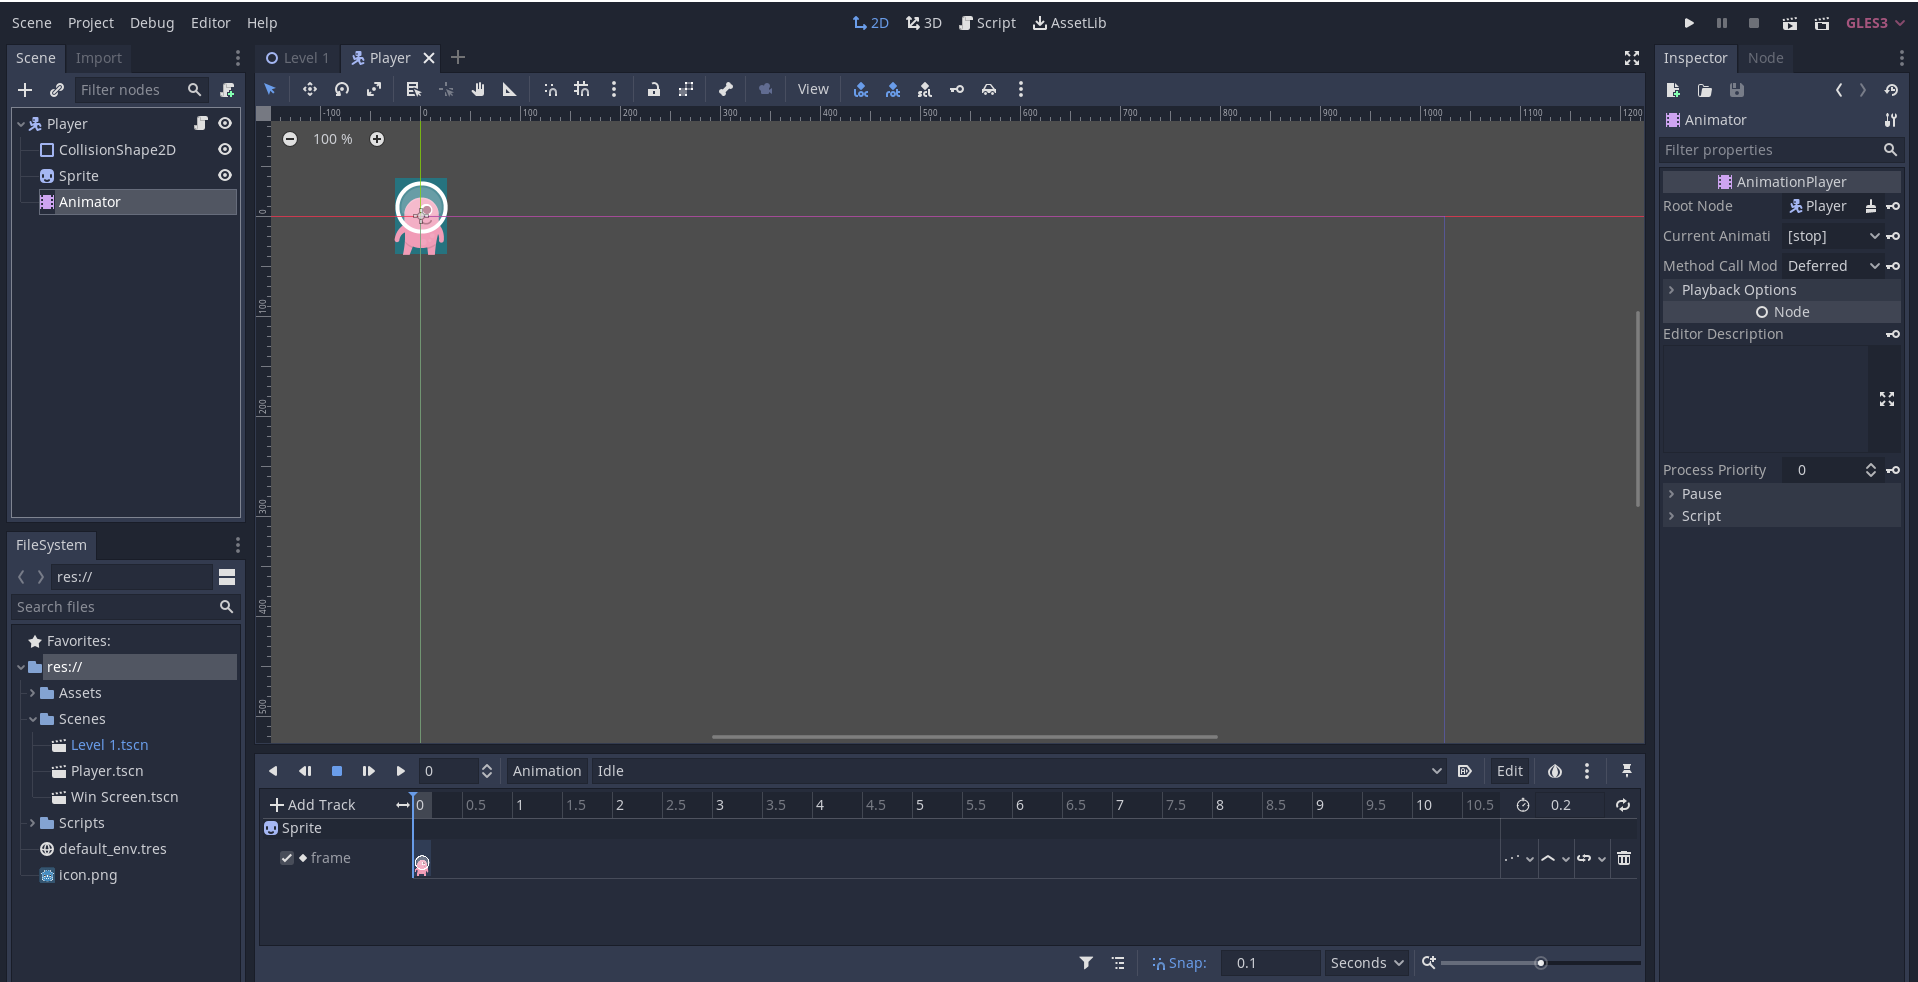 Scene Project Debug Editor Help 2D 3D Script AssetLib GLES3
Scene Import
Filter nodes
Player
CollisionShape2D
Sprite
Animator
FileSystem
res://
Search files
Favorites:
res://
Assets
Scenes
Level 1.tscn
Player.tscn
Win Screen.tscn
Scripts
default_env.tres
icon.png
Level 1 Player
View
-100 0 100 200 300 400 500 600 700 800 900 1000 1100 1200
100 %
0
100
200
300
400
500
0 Animation Idle Edit
Add Track 0 0.5 1 1.5 2 2.5 3 3.5 4 4.5 5 5.5 6 6.5 7 7.5 8 8.5 9 9.5 10 10.5 0.2
Sprite
frame
Snap: 0.1 Seconds
Inspector Node
Animator
Filter properties
AnimationPlayer
Root Node Player
Current Animati [stop]
Method Call Mod Deferred
Playback Options
Node
Editor Description
Process Priority 0
Pause
Script